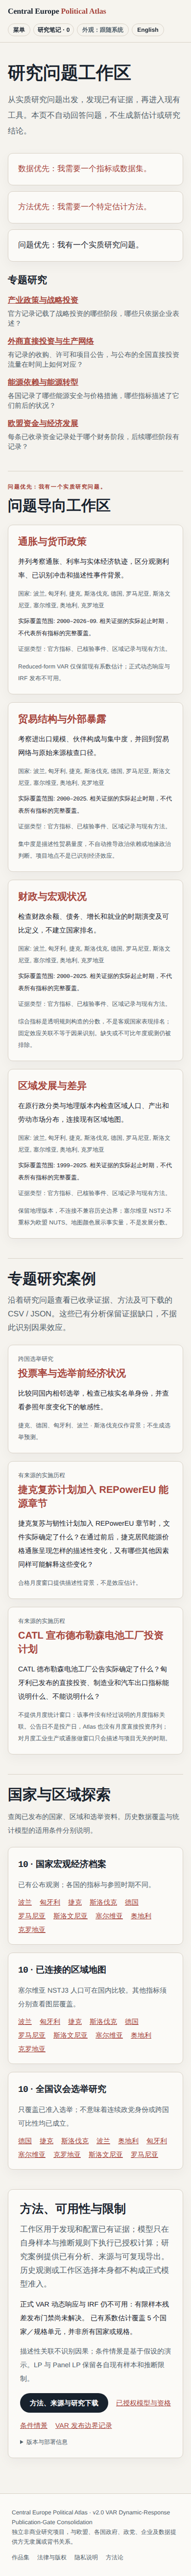 Central Europe Political Atlas
菜单
研究笔记 · 0
外观：跟随系统
English
研究问题工作区
从实质研究问题出发，发现已有证据，再进入现有工具。本页不自动回答问题，不生成新估计或研究结论。
数据优先：我需要一个指标或数据集。
方法优先：我需要一个特定估计方法。
问题优先：我有一个实质研究问题。
专题研究
产业政策与战略投资
官方记录记载了战略投资的哪些阶段，哪些只依据企业表述？
外商直接投资与生产网络
有记录的收购、许可和项目公告，与公布的全国直接投资流量在时间上如何对应？
能源依赖与能源转型
各国记录了哪些能源安全与价格措施，哪些指标描述了它们前后的状况？
欧盟资金与经济发展
每条已收录资金记录处于哪个财务阶段，后续哪些阶段有记录？
问题优先：我有一个实质研究问题。
问题导向工作区
通胀与货币政策
并列考察通胀、利率与实体经济轨迹，区分观测利率、已识别冲击和描述性事件背景。
国家: 波兰, 匈牙利, 捷克, 斯洛伐克, 德国, 罗马尼亚, 斯洛文尼亚, 塞尔维亚, 奥地利, 克罗地亚
实际覆盖范围: 2000–2026-09. 相关证据的实际起止时期，不代表所有指标的完整覆盖。
证据类型：官方指标、已核验事件、区域记录与现有方法。
Reduced-form VAR 仅保留现有系数估计；正式动态响应与 IRF 发布不可用。
贸易结构与外部暴露
考察进出口规模、伙伴构成与集中度，并回到贸易网络与原始来源核查口径。
国家: 波兰, 匈牙利, 捷克, 斯洛伐克, 德国, 罗马尼亚, 斯洛文尼亚, 塞尔维亚, 奥地利, 克罗地亚
实际覆盖范围: 2000–2025. 相关证据的实际起止时期，不代表所有指标的完整覆盖。
证据类型：官方指标、已核验事件、区域记录与现有方法。
集中度是描述性贸易度量，不自动推导政治依赖或地缘政治判断。项目地点不是已识别经济效应。
财政与宏观状况
检查财政余额、债务、增长和就业的时期演变及可比定义，不建立国家排名。
国家: 波兰, 匈牙利, 捷克, 斯洛伐克, 德国, 罗马尼亚, 斯洛文尼亚, 塞尔维亚, 奥地利, 克罗地亚
实际覆盖范围: 2000–2025. 相关证据的实际起止时期，不代表所有指标的完整覆盖。
证据类型：官方指标、已核验事件、区域记录与现有方法。
综合指标是透明规则构造的分数，不是客观国家表现排名；固定效应关联不等于因果识别。缺失或不可比年度观测仍被排除。
区域发展与差异
在原行政分类与地理版本内检查区域人口、产出和劳动市场分布，连接现有区域地图。
国家: 波兰, 匈牙利, 捷克, 斯洛伐克, 德国, 罗马尼亚, 斯洛文尼亚, 塞尔维亚, 奥地利, 克罗地亚
实际覆盖范围: 1999–2025. 相关证据的实际起止时期，不代表所有指标的完整覆盖。
证据类型：官方指标、已核验事件、区域记录与现有方法。
保留地理版本，不连接不兼容历史边界；塞尔维亚 NSTJ 不重标为欧盟 NUTS。地图颜色展示事实量，不是发展分数。
专题研究案例
沿着研究问题查看已收录证据、方法及可下载的 CSV / JSON。这些已有分析保留证据缺口，不据此识别因果效应。
跨国选举研究
投票率与选举前经济状况
比较同国内相邻选举，检查已核实名单身份，并查看参照年度变化下的敏感性。
捷克、德国、匈牙利、波兰 · 斯洛伐克仅作背景；不生成选举预测。
有来源的实施历程
捷克复苏计划加入 REPowerEU 能源章节
捷克复苏与韧性计划加入 REPowerEU 章节时，文件实际确定了什么？在通过前后，捷克居民能源价格通胀呈现怎样的描述性变化，又有哪些其他因素同样可能解释这些变化？
合格月度窗口提供描述性背景，不是效应估计。
有来源的实施历程
CATL 宣布德布勒森电池工厂投资计划
CATL 德布勒森电池工厂公告实际确定了什么？匈牙利已发布的直接投资、制造业和汽车出口指标能说明什么、不能说明什么？
不提供月度统计窗口：该事件没有经过说明的月度指标关联。公告日不是投产日，Atlas 也没有月度直接投资序列；对月度工业生产或通胀做窗口只会描述与项目无关的时期。
国家与区域探索
查阅已发布的国家、区域和选举资料。历史数据覆盖与统计模型的适用条件分别说明。
10 · 国家宏观经济档案
已有公布观测；各国的指标与参照时期不同。
波兰 匈牙利 捷克 斯洛伐克 德国
罗马尼亚 斯洛文尼亚 塞尔维亚 奥地利
克罗地亚
10 · 已连接的区域地图
塞尔维亚 NSTJ3 人口可在国内比较。其他指标须分别查看图层覆盖。
波兰 匈牙利 捷克 斯洛伐克 德国
罗马尼亚 斯洛文尼亚 塞尔维亚 奥地利
克罗地亚
10 · 全国议会选举研究
只覆盖已准入选举；不意味着连续政党身份或跨国可比性均已成立。
德国 捷克 斯洛伐克 波兰 奥地利 匈牙利
塞尔维亚 克罗地亚 斯洛文尼亚 罗马尼亚
方法、可用性与限制
工作区用于发现和配置已有证据；模型只在自身样本与推断规则下执行已授权计算；研究案例提供已有分析、来源与可复现导出。历史观测或工作区选择本身都不构成正式模型准入。
正式 VAR 动态响应与 IRF 仍不可用：有限样本残差发布门禁尚未解决。 已有系数估计覆盖 5 个国家／规格单元，并非所有国家或规格。
描述性关联不识别因果；条件情景是基于假设的演示。LP 与 Panel LP 保留各自现有样本和推断限制。
方法、来源与研究下载
已授权模型与资格
条件情景
VAR 发布边界记录
▶ 版本与部署信息
Central Europe Political Atlas · v2.0 VAR Dynamic-Response Publication-Gate Consolidation
独立非商业研究项目，与欧盟、各国政府、政党、企业及数据提供方无隶属或背书关系。
作品集 法律与版权 隐私说明 方法论